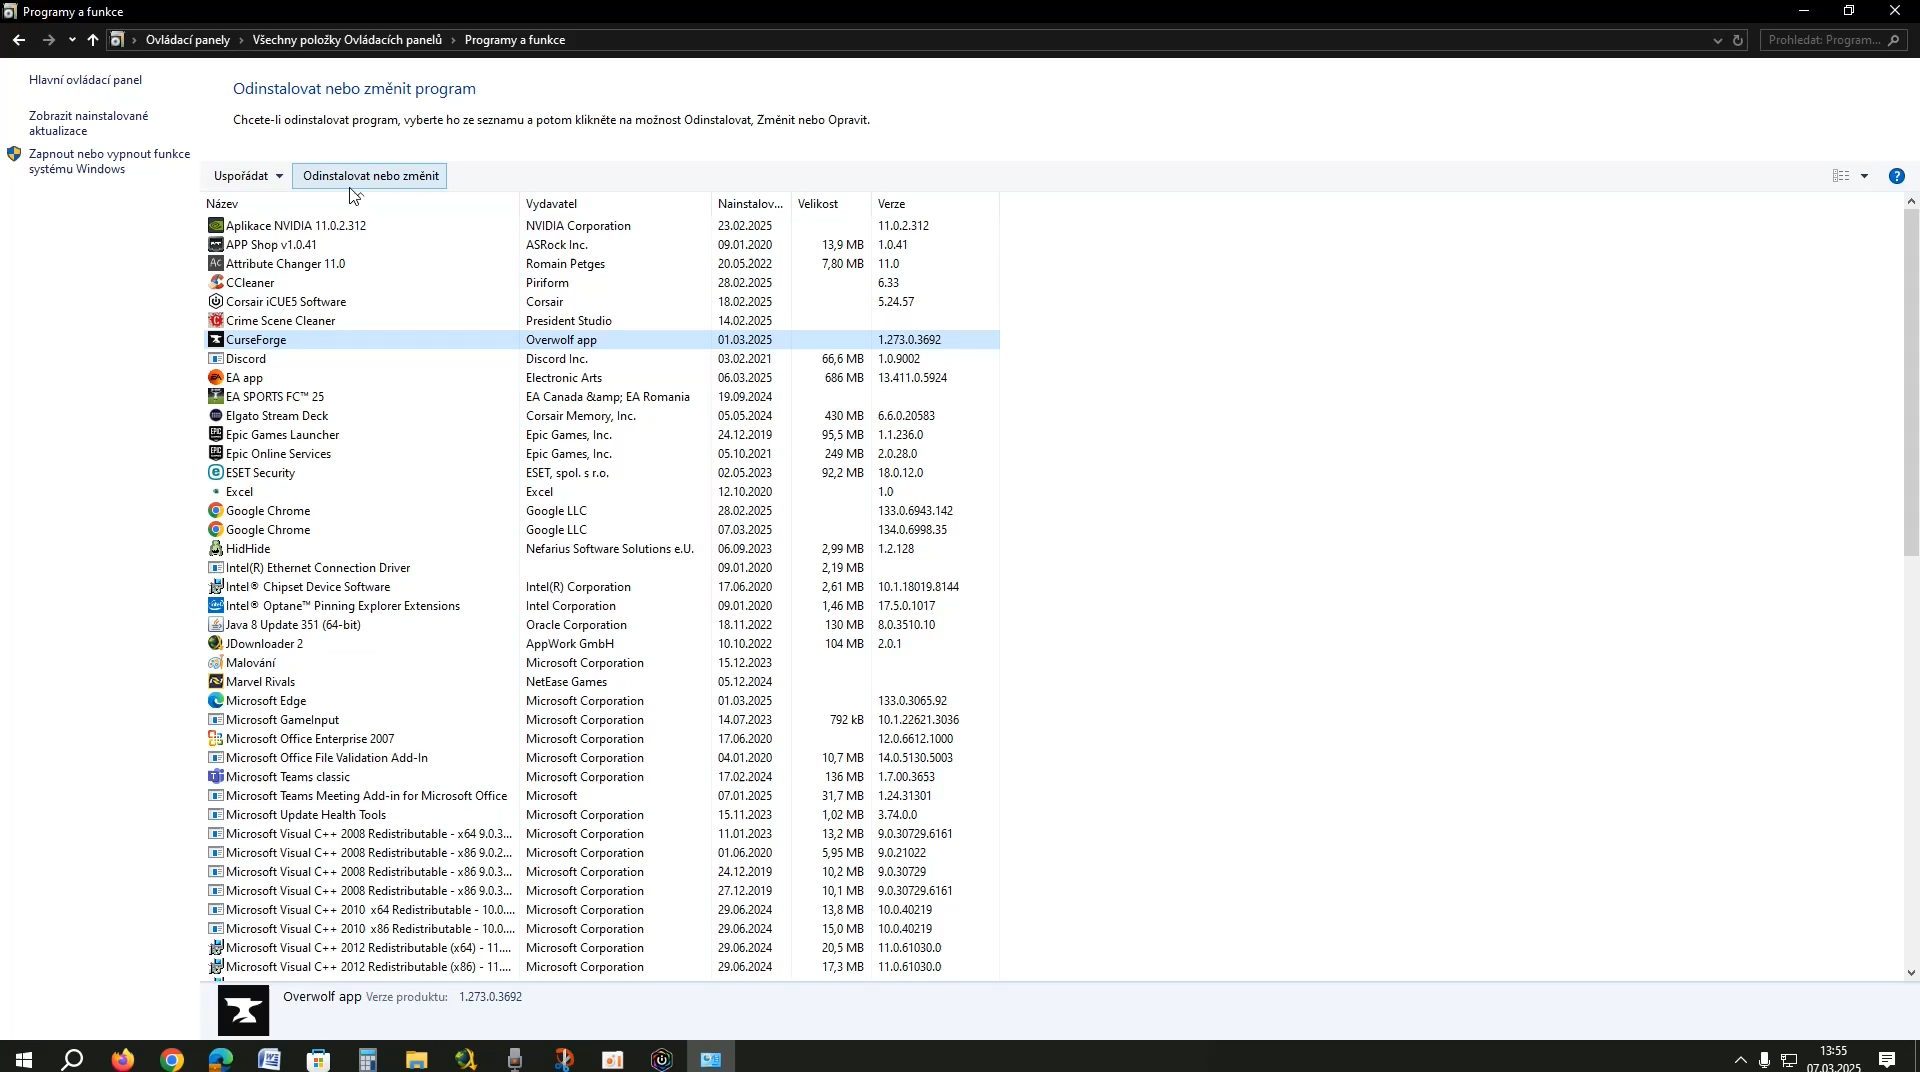 Programy a funkce
Ovládací panely
Všechny položky Ovládacích panelů
Programy a funkce
Prohledat: Program...
Hlavní ovládací panel
Zobrazit nainstalované
aktualizace
Zapnout nebo vypnout funkce
systému Windows
Odinstalovat nebo změnit program
Chcete-li odinstalovat program, vyberte ho ze seznamu a potom klikněte na možnost Odinstalovat, Změnit nebo Opravit.
Uspořádat Odinstalovat nebo změnit
Název Vydavatel Nainstalov... Velikost Verze
Aplikace NVIDIA 11.0.2.312 NVIDIA Corporation 23.02.2025 11.0.2.312
APP Shop v1.0.41 ASRock Inc. 09.01.2020 13,9 MB 1.0.41
Attribute Changer 11.0 Romain Petges 20.05.2022 7,80 MB 11.0
CCleaner Piriform 28.02.2025 6.33
Corsair iCUE5 Software Corsair 18.02.2025 5.24.57
Crime Scene Cleaner President Studio 14.02.2025
CurseForge Overwolf app 01.03.2025 1.273.0.3692
Discord Discord Inc. 03.02.2021 66,6 MB 1.0.9002
EA app Electronic Arts 06.03.2025 686 MB 13.411.0.5924
EA SPORTS FC™ 25 EA Canada &amp; EA Romania 19.09.2024
Elgato Stream Deck Corsair Memory, Inc. 05.05.2024 430 MB 6.6.0.20583
Epic Games Launcher Epic Games, Inc. 24.12.2019 95,5 MB 1.1.236.0
Epic Online Services Epic Games, Inc. 05.10.2021 249 MB 2.0.28.0
ESET Security ESET, spol. s r.o. 02.05.2023 92,2 MB 18.0.12.0
Excel Excel 12.10.2020 1.0
Google Chrome Google LLC 28.02.2025 133.0.6943.142
Google Chrome Google LLC 07.03.2025 134.0.6998.35
HidHide Nefarius Software Solutions e.U. 06.09.2023 2,99 MB 1.2.128
Intel(R) Ethernet Connection Driver 09.01.2020 2,19 MB
Intel® Chipset Device Software Intel(R) Corporation 17.06.2020 2,61 MB 10.1.18019.8144
Intel® Optane™ Pinning Explorer Extensions Intel Corporation 09.01.2020 1,46 MB 17.5.0.1017
Java 8 Update 351 (64-bit) Oracle Corporation 18.11.2022 130 MB 8.0.3510.10
JDownloader 2 AppWork GmbH 10.10.2022 104 MB 2.0.1
Malování Microsoft Corporation 15.12.2023
Marvel Rivals NetEase Games 05.12.2024
Microsoft Edge Microsoft Corporation 01.03.2025 133.0.3065.92
Microsoft GameInput Microsoft Corporation 14.07.2023 792 kB 10.1.22621.3036
Microsoft Office Enterprise 2007 Microsoft Corporation 17.06.2020 12.0.6612.1000
Microsoft Office File Validation Add-In Microsoft Corporation 04.01.2020 10,7 MB 14.0.5130.5003
Microsoft Teams classic Microsoft Corporation 17.02.2024 136 MB 1.7.00.3653
Microsoft Teams Meeting Add-in for Microsoft Office Microsoft 07.01.2025 31,7 MB 1.24.31301
Microsoft Update Health Tools Microsoft Corporation 15.11.2023 1,02 MB 3.74.0.0
Microsoft Visual C++ 2008 Redistributable - x64 9.0.3... Microsoft Corporation 11.01.2023 13,2 MB 9.0.30729.6161
Microsoft Visual C++ 2008 Redistributable - x86 9.0.2... Microsoft Corporation 01.06.2020 5,95 MB 9.0.21022
Microsoft Visual C++ 2008 Redistributable - x86 9.0.3... Microsoft Corporation 24.12.2019 10,2 MB 9.0.30729
Microsoft Visual C++ 2008 Redistributable - x86 9.0.3... Microsoft Corporation 27.12.2019 10,1 MB 9.0.30729.6161
Microsoft Visual C++ 2010 x64 Redistributable - 10.0.... Microsoft Corporation 29.06.2024 13,8 MB 10.0.40219
Microsoft Visual C++ 2010 x86 Redistributable - 10.0.... Microsoft Corporation 29.06.2024 15,0 MB 10.0.40219
Microsoft Visual C++ 2012 Redistributable (x64) - 11.... Microsoft Corporation 29.06.2024 20,5 MB 11.0.61030.0
Microsoft Visual C++ 2012 Redistributable (x86) - 11.... Microsoft Corporation 29.06.2024 17,3 MB 11.0.61030.0
Overwolf app Verze produktu: 1.273.0.3692
13:55
07.03.2025